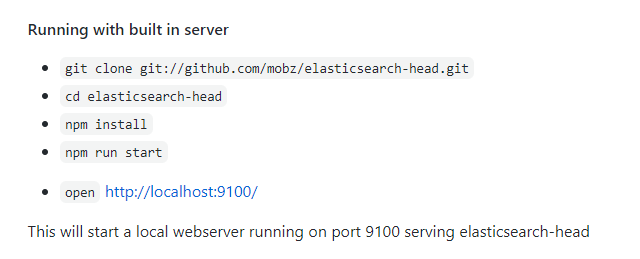 Running with built in server
git clone git://github.com/mobz/elasticsearch-head.git
cd elasticsearch-head
npm install
npm run start
open http://localhost:9100/
This will start a local webserver running on port 9100 serving elasticsearch-head